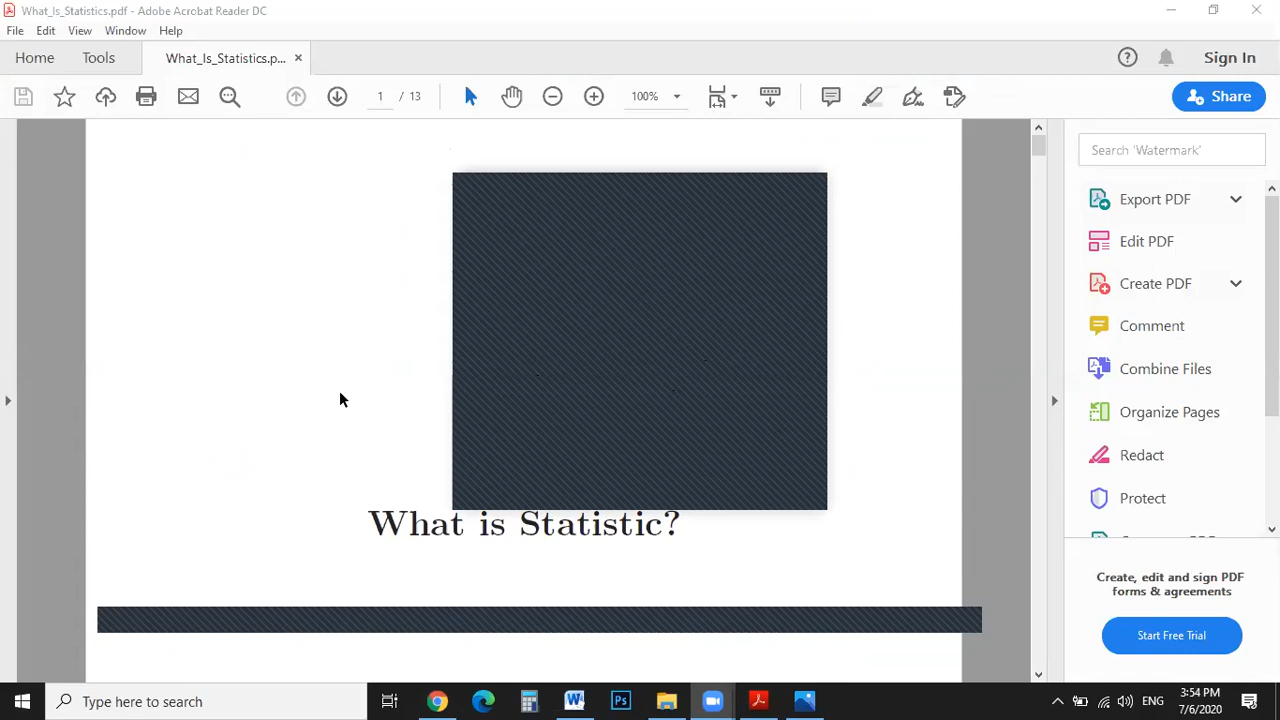 What_Is_Statistics.pdf - Adobe Acrobat Reader DC
File Edit View Window Help
Home Tools What_Is_Statistics.p... ×
Sign In
1 / 13 100% Share
Search 'Watermark'
Export PDF
Edit PDF
Create PDF
Comment
Combine Files
Organize Pages
Redact
Protect
What is Statistic?
Create, edit and sign PDF
forms & agreements
Start Free Trial
Type here to search
ENG
3:54 PM
7/6/2020